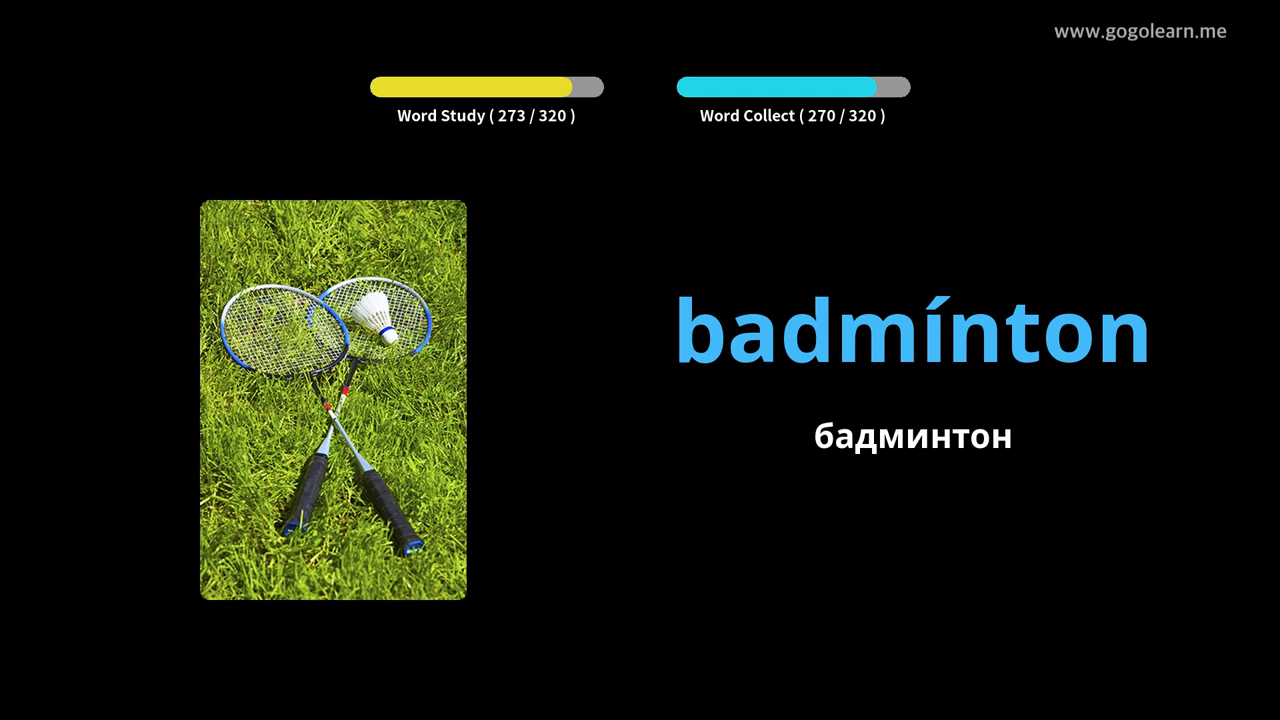 www.gogolearn.me
Word Study ( 273 / 320 )
Word Collect ( 270 / 320 )
badmínton
бадминтон